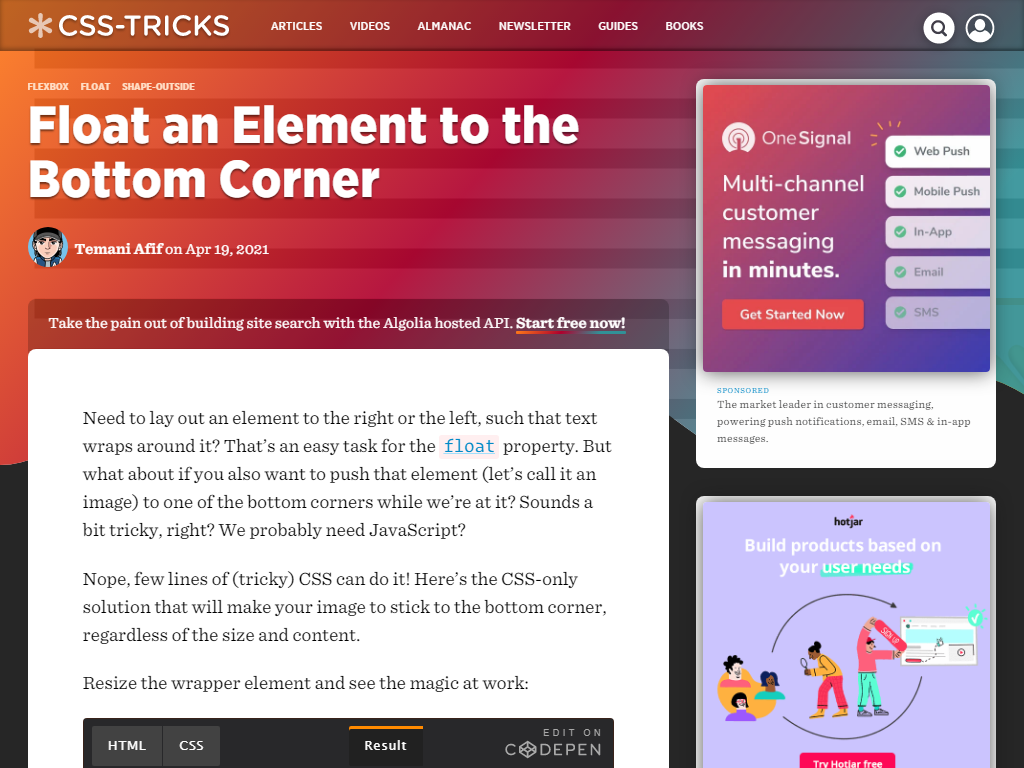 CSS-TRICKS
ARTICLES VIDEOS ALMANAC NEWSLETTER GUIDES BOOKS
FLEXBOX FLOAT SHAPE-OUTSIDE
Float an Element to the
Bottom Corner
Temani Afif on Apr 19, 2021
Take the pain out of building site search with the Algolia hosted API. Start free now!
Need to lay out an element to the right or the left, such that text
wraps around it? That’s an easy task for the float property. But
what about if you also want to push that element (let’s call it an
image) to one of the bottom corners while we’re at it? Sounds a
bit tricky, right? We probably need JavaScript?
Nope, few lines of (tricky) CSS can do it! Here’s the CSS-only
solution that will make your image to stick to the bottom corner,
regardless of the size and content.
Resize the wrapper element and see the magic at work:
HTML CSS Result
EDIT ON
CODEPEN
OneSignal
Multi-channel
customer
messaging
in minutes.
Get Started Now
Web Push
Mobile Push
In-App
Email
SMS
SPONSORED
The market leader in customer messaging,
powering push notifications, email, SMS & in-app
messages.
hotjar
Build products based on
your user needs
SIGN UP
Try Hotjar free